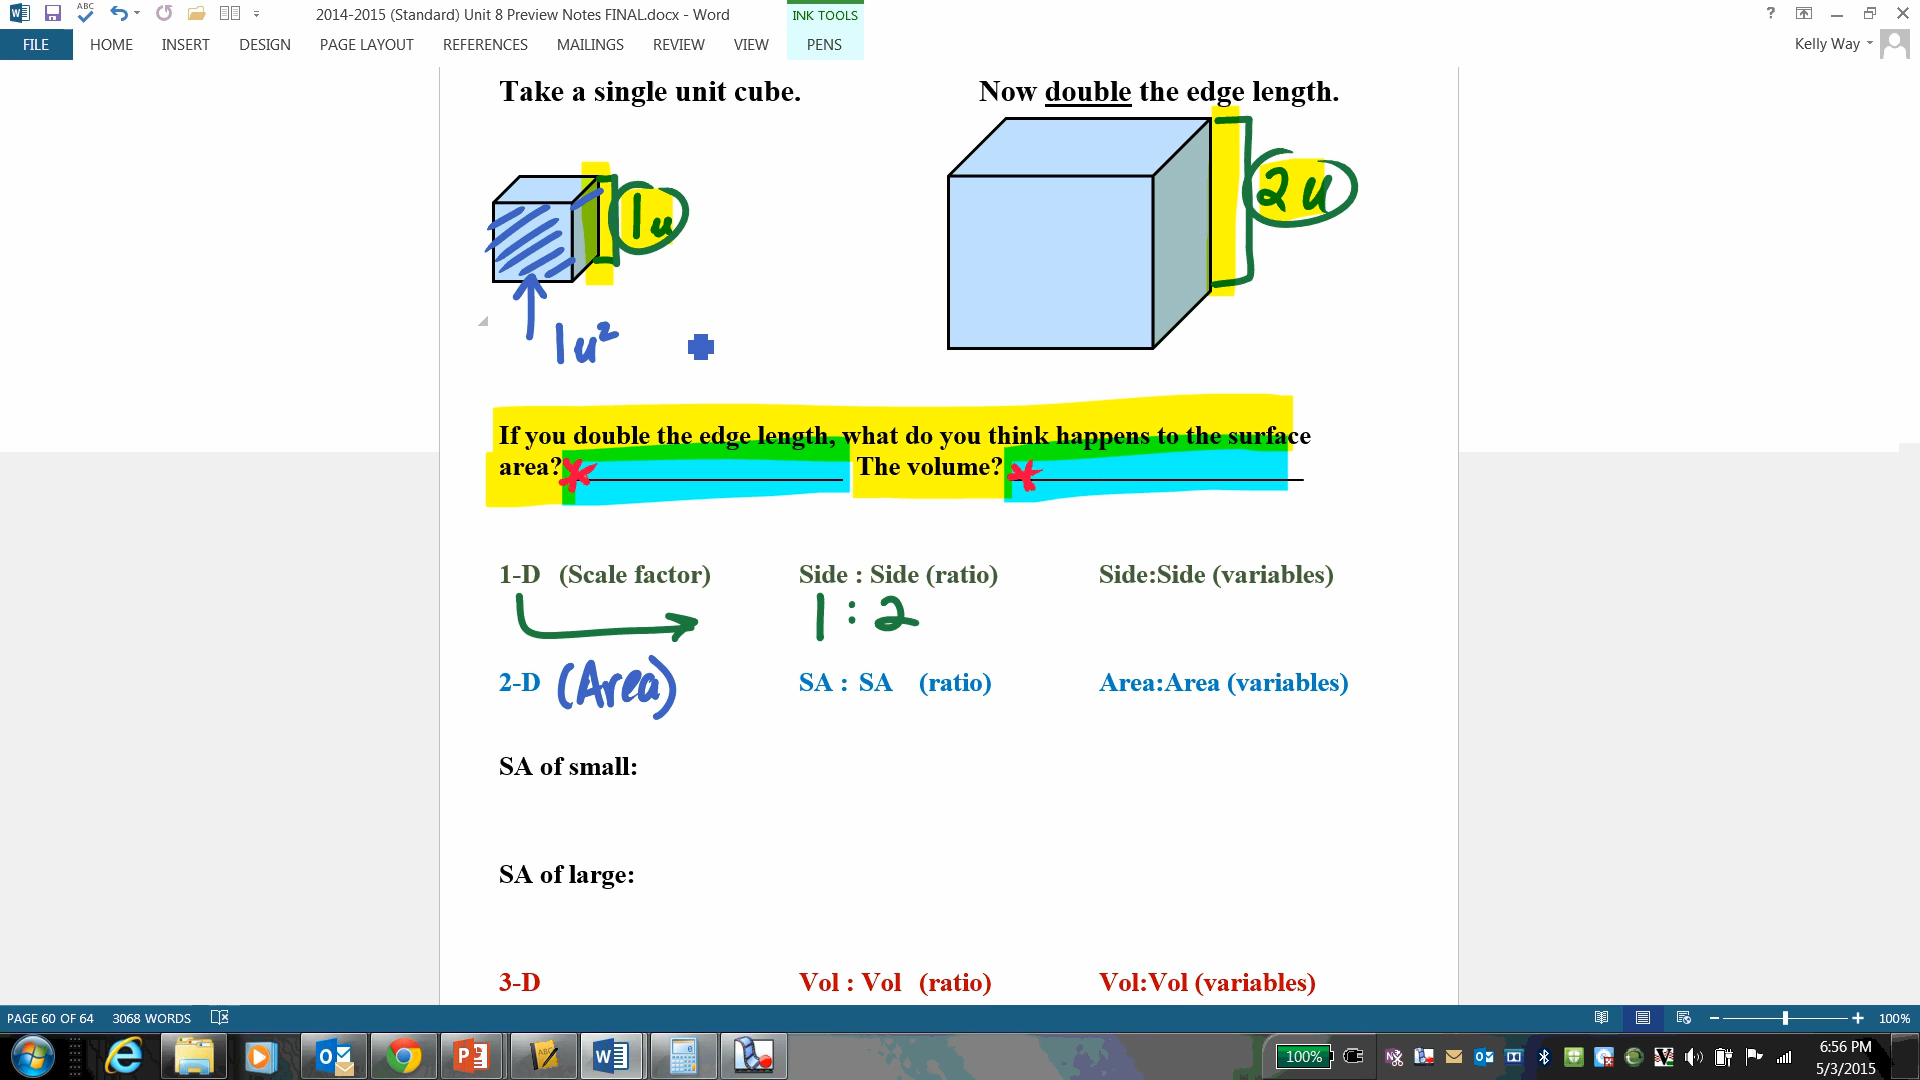 2014-2015 (Standard) Unit 8 Preview Notes FINAL.docx - Word
INK TOOLS
FILE HOME INSERT DESIGN PAGE LAYOUT REFERENCES MAILINGS REVIEW VIEW PENS
Kelly Way
Take a single unit cube. Now double the edge length.
1u 2u
1u²
If you double the edge length, what do you think happens to the surface
area? The volume?
1-D (Scale factor) Side : Side (ratio) Side:Side (variables)
1 : 2
2-D (Area) SA : SA (ratio) Area:Area (variables)
SA of small:
SA of large:
3-D Vol : Vol (ratio) Vol:Vol (variables)
PAGE 60 OF 64 3068 WORDS 100%
100% 6:56 PM
5/3/2015